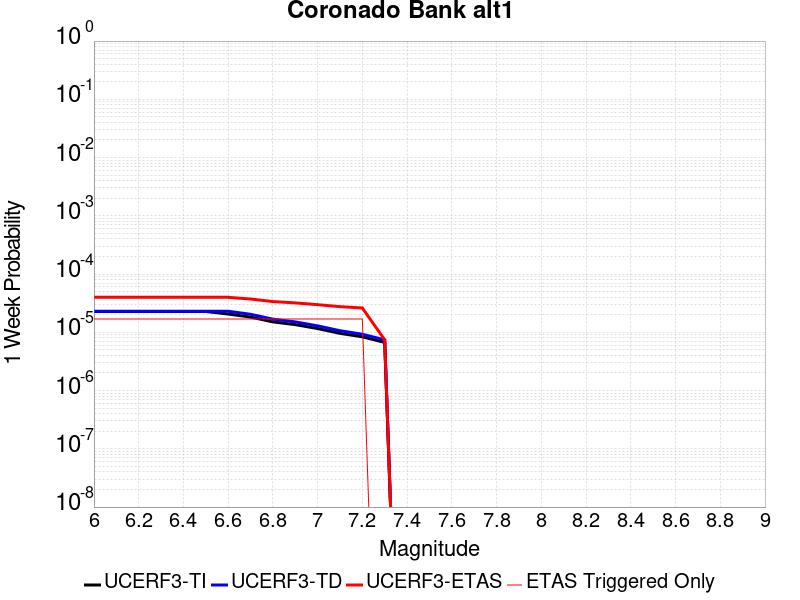 Coronado Bank alt1
10^0
10^-1
10^-2
10^-3
10^-4
10^-5
10^-6
10^-7
10^-8
1 Week Probability
6 6.2 6.4 6.6 6.8 7 7.2 7.4 7.6 7.8 8 8.2 8.4 8.6 8.8 9
Magnitude
UCERF3-TI UCERF3-TD UCERF3-ETAS ETAS Triggered Only